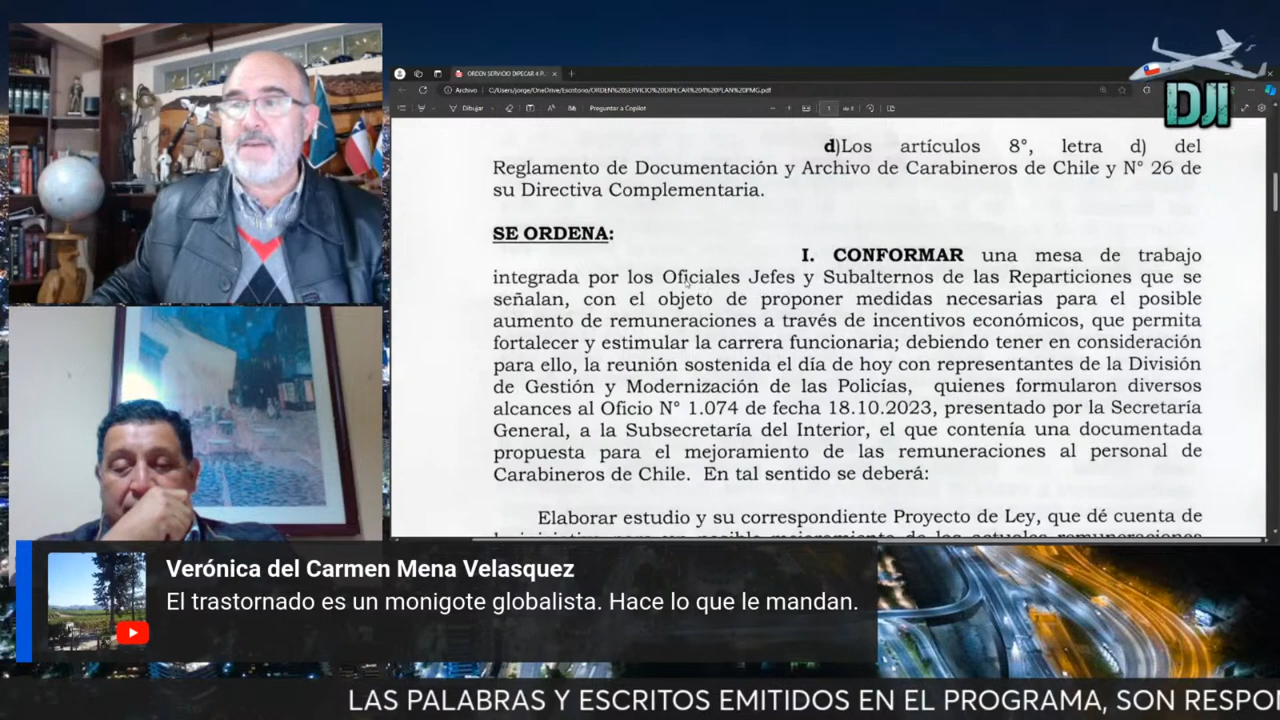 ORDEN SERVICIO DIPECAR 4 P...
Archivo
C:/Users/jorge/OneDrive/Escritorio/ORDEN%20SERVICIO%20DIPECAR%204%20PLAN%20PMG.pdf
Dibujar
Preguntar a Copilot
1
DJI
d)Los artículos 8°, letra d) del
Reglamento de Documentación y Archivo de Carabineros de Chile y N° 26 de
su Directiva Complementaria.
SE ORDENA:
I. CONFORMAR una mesa de trabajo
integrada por los Oficiales Jefes y Subalternos de las Reparticiones que se
señalan, con el objeto de proponer medidas necesarias para el posible
aumento de remuneraciones a través de incentivos económicos, que permita
fortalecer y estimular la carrera funcionaria; debiendo tener en consideración
para ello, la reunión sostenida el día de hoy con representantes de la División
de Gestión y Modernización de las Policías, quienes formularon diversos
alcances al Oficio N° 1.074 de fecha 18.10.2023, presentado por la Secretaría
General, a la Subsecretaría del Interior, el que contenía una documentada
propuesta para el mejoramiento de las remuneraciones al personal de
Carabineros de Chile. En tal sentido se deberá:
Elaborar estudio y su correspondiente Proyecto de Ley, que dé cuenta de
Verónica del Carmen Mena Velasquez
El trastornado es un monigote globalista. Hace lo que le mandan.
LAS PALABRAS Y ESCRITOS EMITIDOS EN EL PROGRAMA, SON RESPO